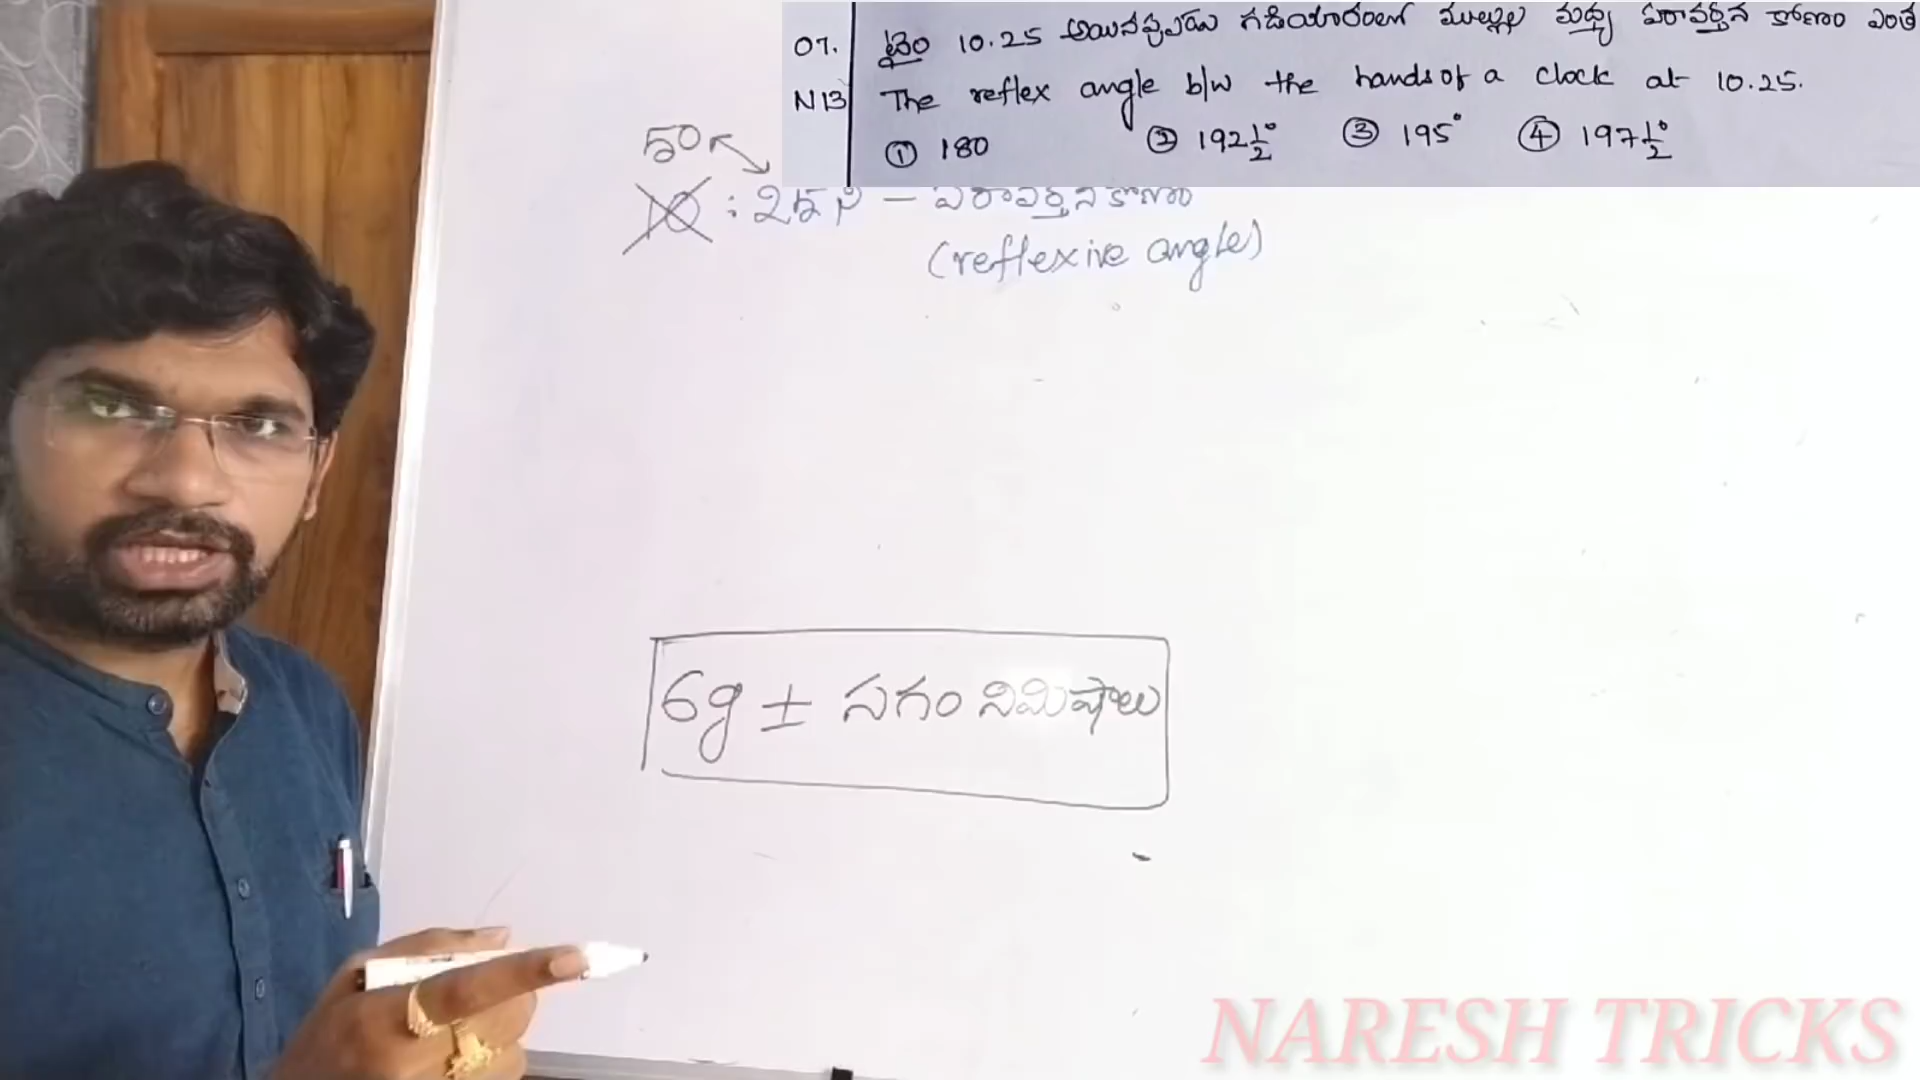 07. టైం 10.25 అయినప్పుడు గడియారంలో ముల్లుల మధ్య పరావర్తన కోణం ఎంత
N13 The reflex angle b/w the hands of a clock at 10.25.
① 180 ② 192½° ③ 195° ④ 197½°
50
10 : 25 ని – పరావర్తన కోణం
(reflexive angle)
6గ్ర ± సగం నిమిషాలు
NARESH TRICKS